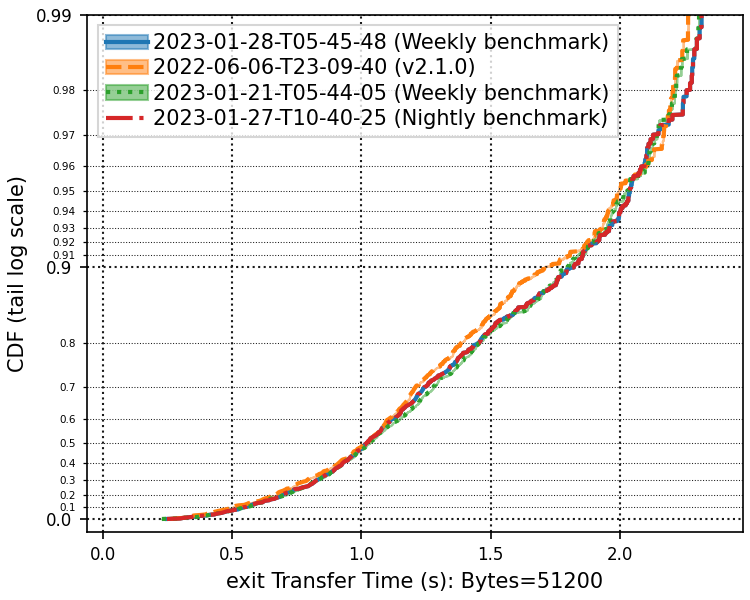 0.99
2023-01-28-T05-45-48 (Weekly benchmark)
2022-06-06-T23-09-40 (v2.1.0)
2023-01-21-T05-44-05 (Weekly benchmark)
2023-01-27-T10-40-25 (Nightly benchmark)
0.98
0.97
0.96
0.95
0.94
0.93
0.92
0.91
0.9
0.8
0.7
0.6
0.5
0.4
0.3
0.2
0.1
0.0
CDF (tail log scale)
0.0 0.5 1.0 1.5 2.0
exit Transfer Time (s): Bytes=51200